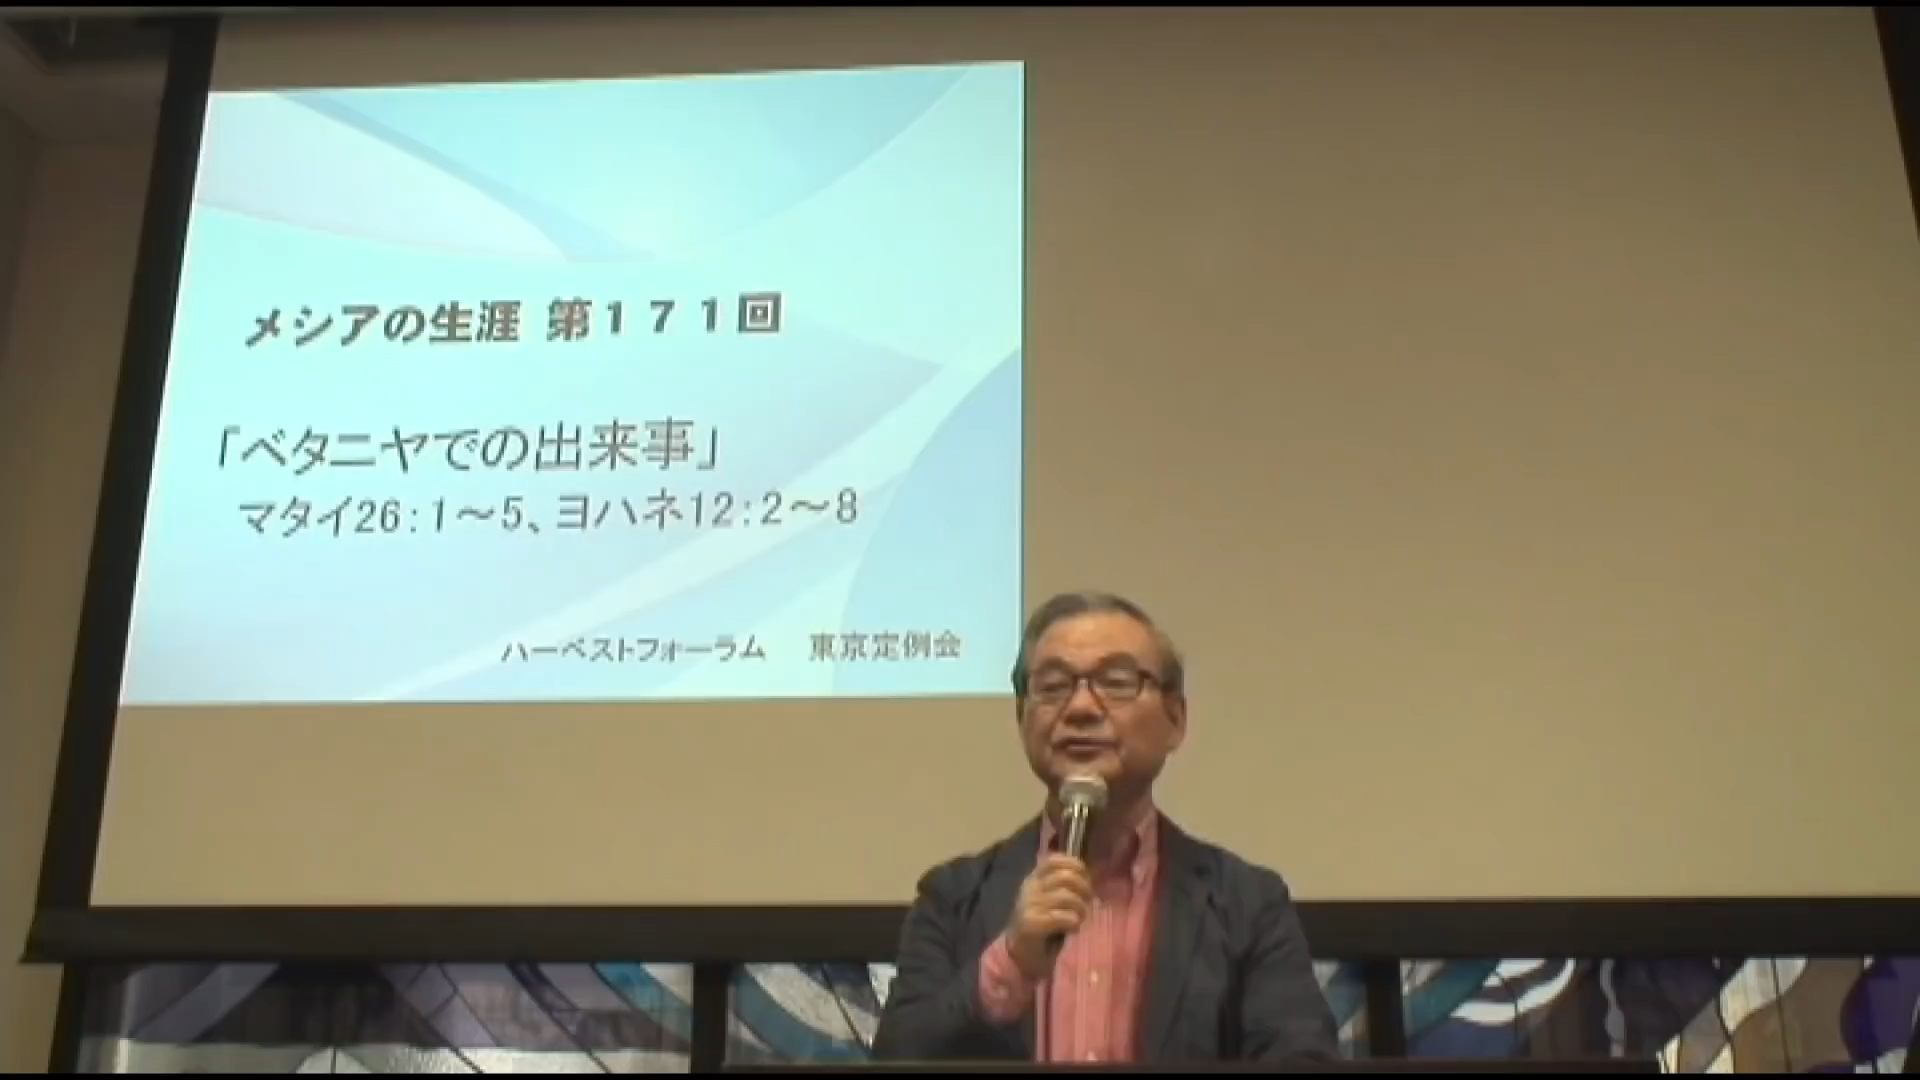 メシアの生涯 第１７１回
「ベタニヤでの出来事」
マタイ26:1～5、ヨハネ12:2～8
ハーベストフォーラム 東京定例会